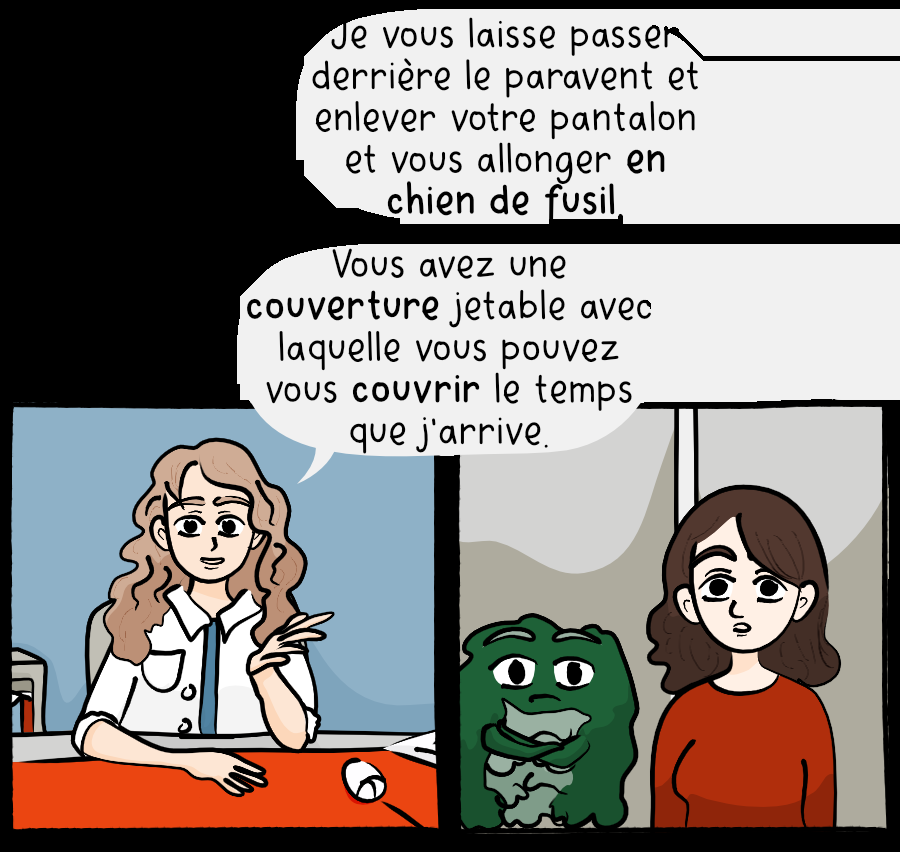 Je vous laisse passer
derrière le paravent et
enlever votre pantalon
et vous allonger en
chien de fusil.
Vous avez une
couverture jetable avec
laquelle vous pouvez
vous couvrir le temps
que j'arrive.